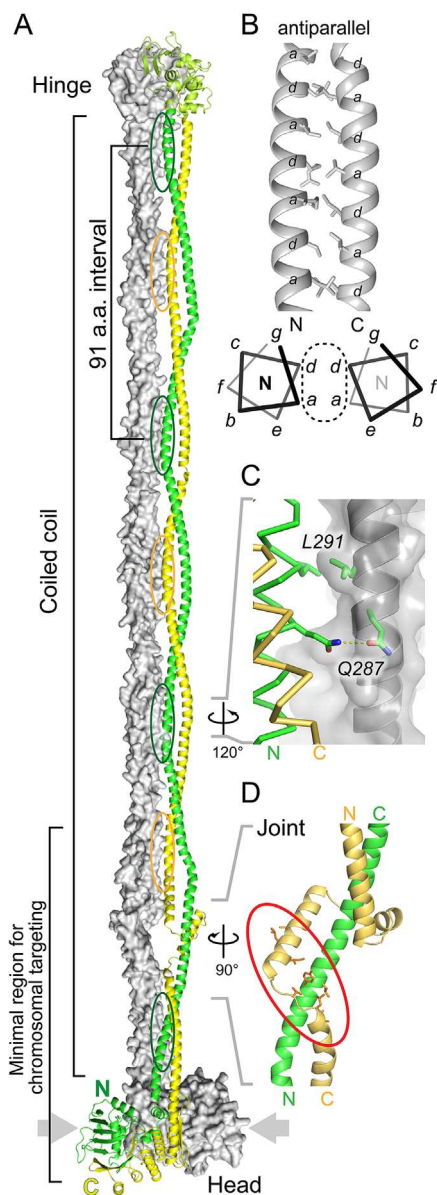 A
Hinge
91 a.a. interval
Coiled coil
Minimal region for
chromosomal targeting
N
C
Head
B
antiparallel
a
d
a
d
a
d
a
d
a
d
a
d
a
d
N
C
c
g
d
f
N
a
b
e
g
c
d
N
f
a
b
e
C
L291
Q287
120°
N
C
D
Joint
N
C
90°
N
C